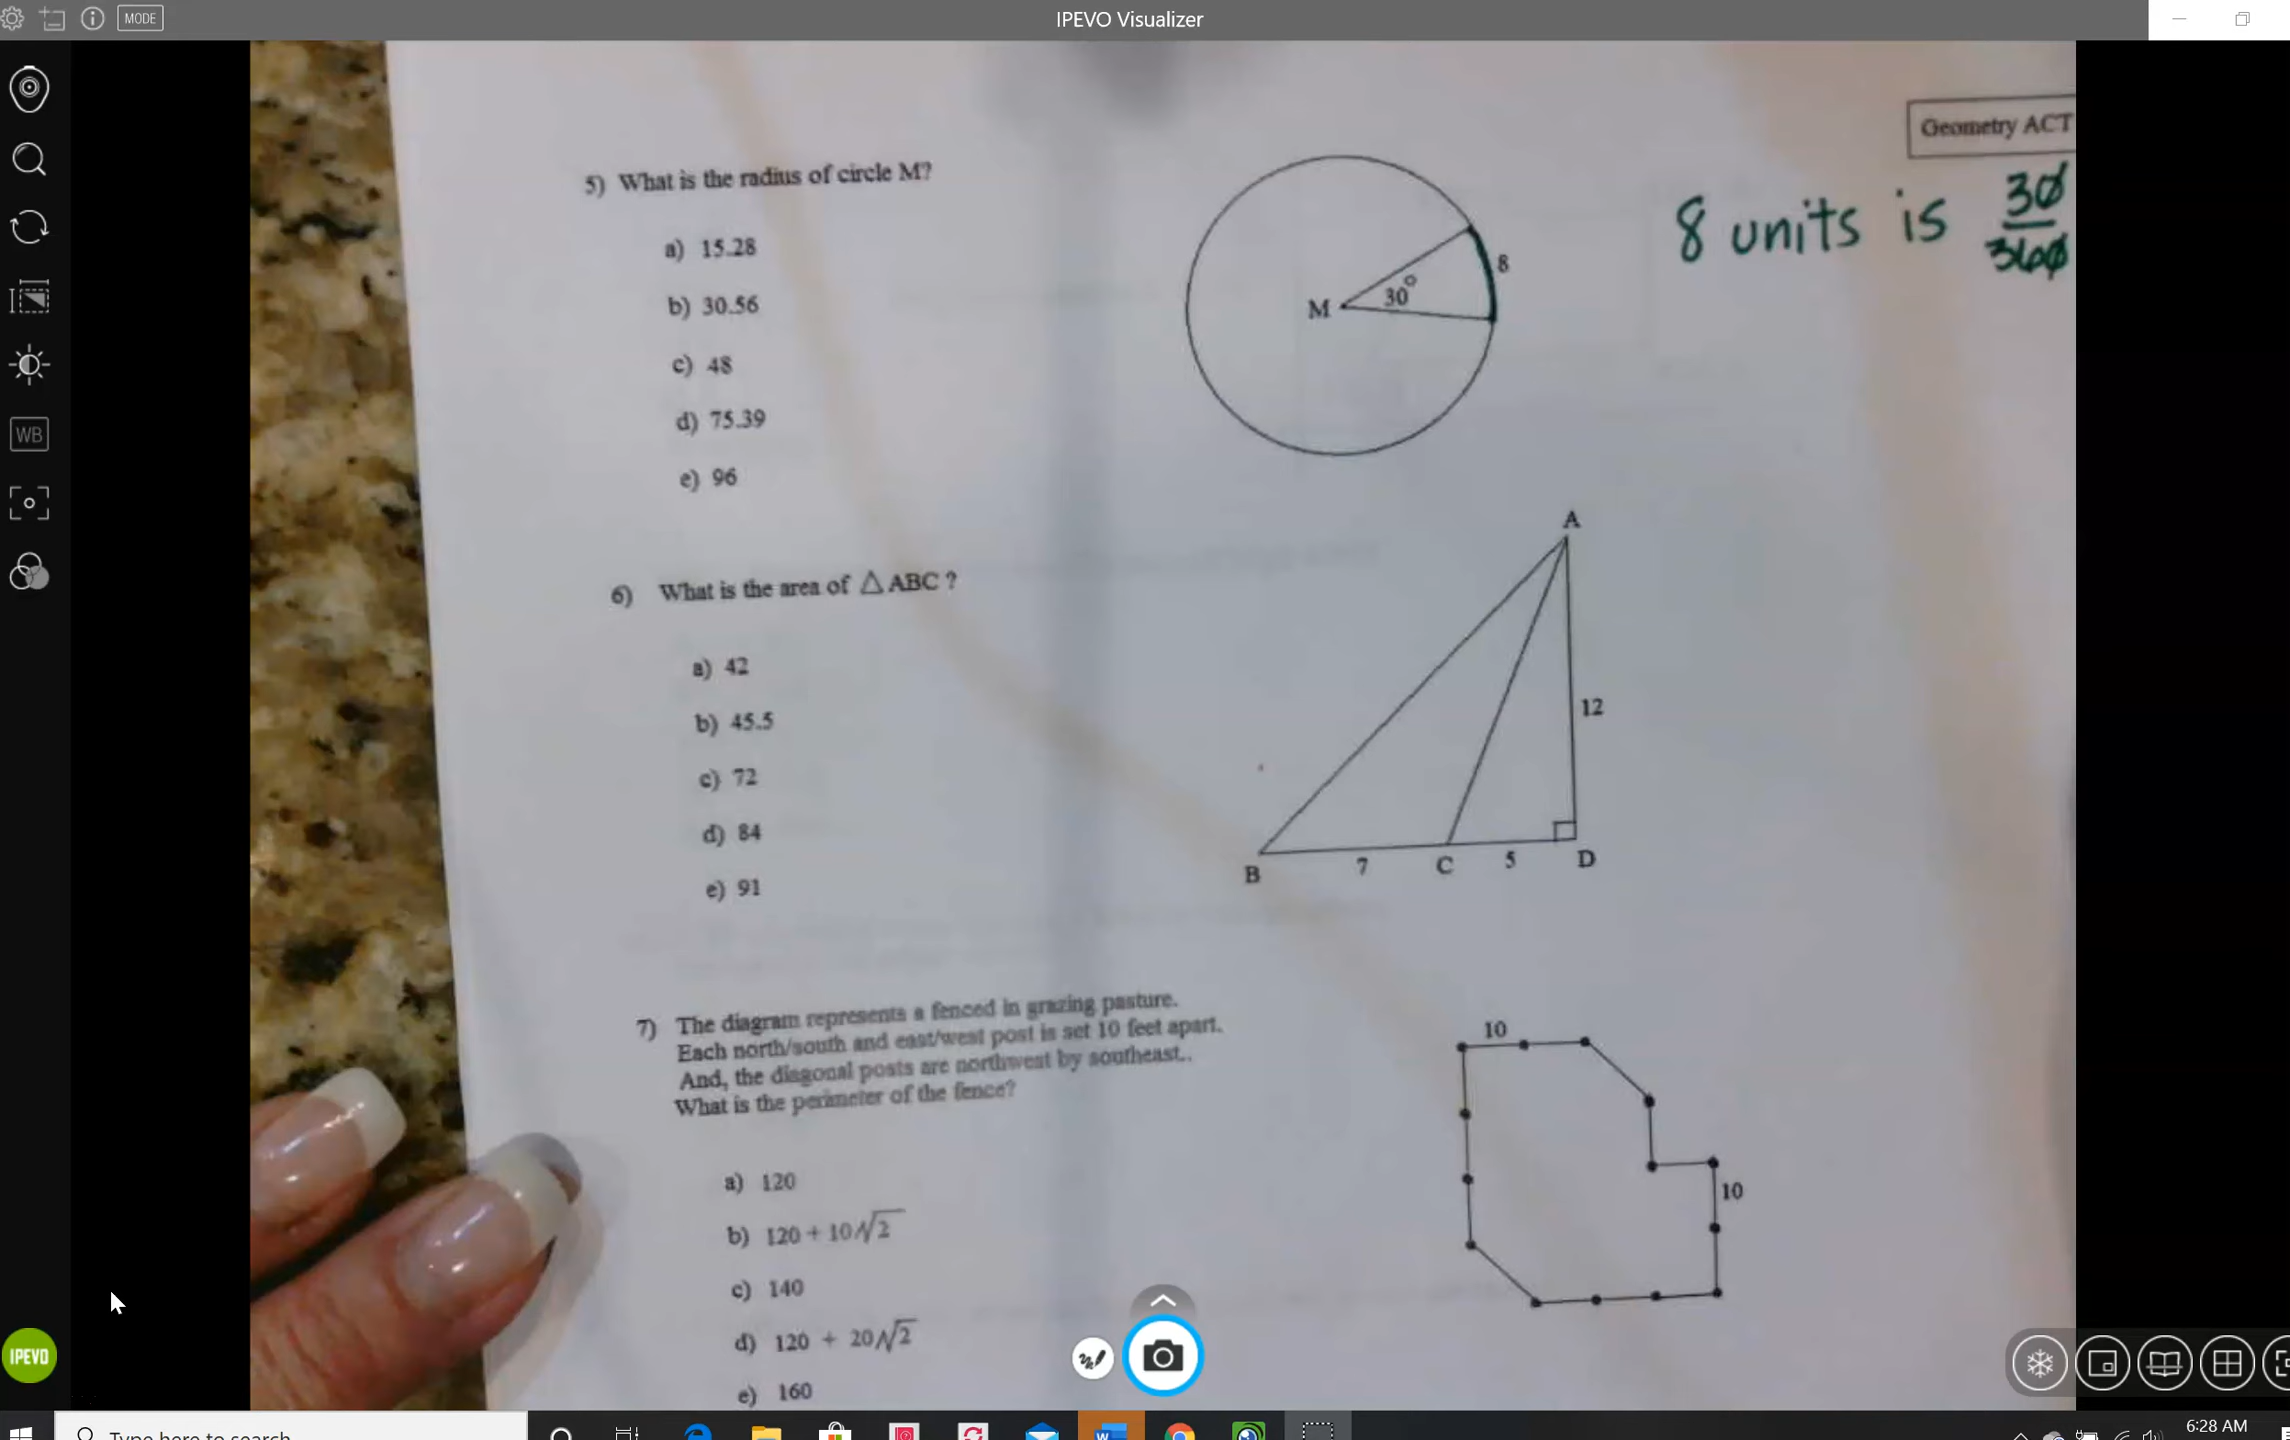 MODE
IPEVO Visualizer
Geometry ACT
5) What is the radius of circle M?
8 units is 30/360
a) 15.28
b) 30.56
c) 48
d) 75.39
e) 96
8
30°
M
6) What is the area of △ABC ?
a) 42
b) 45.5
c) 72
d) 84
e) 91
A
12
B
7
C
5
D
7) The diagram represents a fenced in grazing pasture.
Each north/south and east/west post is set 10 feet apart.
And, the diagonal posts are northwest by southeast..
What is the perimeter of the fence?
a) 120
b) 120 + 10√2
c) 140
d) 120 + 20√2
e) 160
10
10
WB
IPEVO
Type here to search
6:28 AM